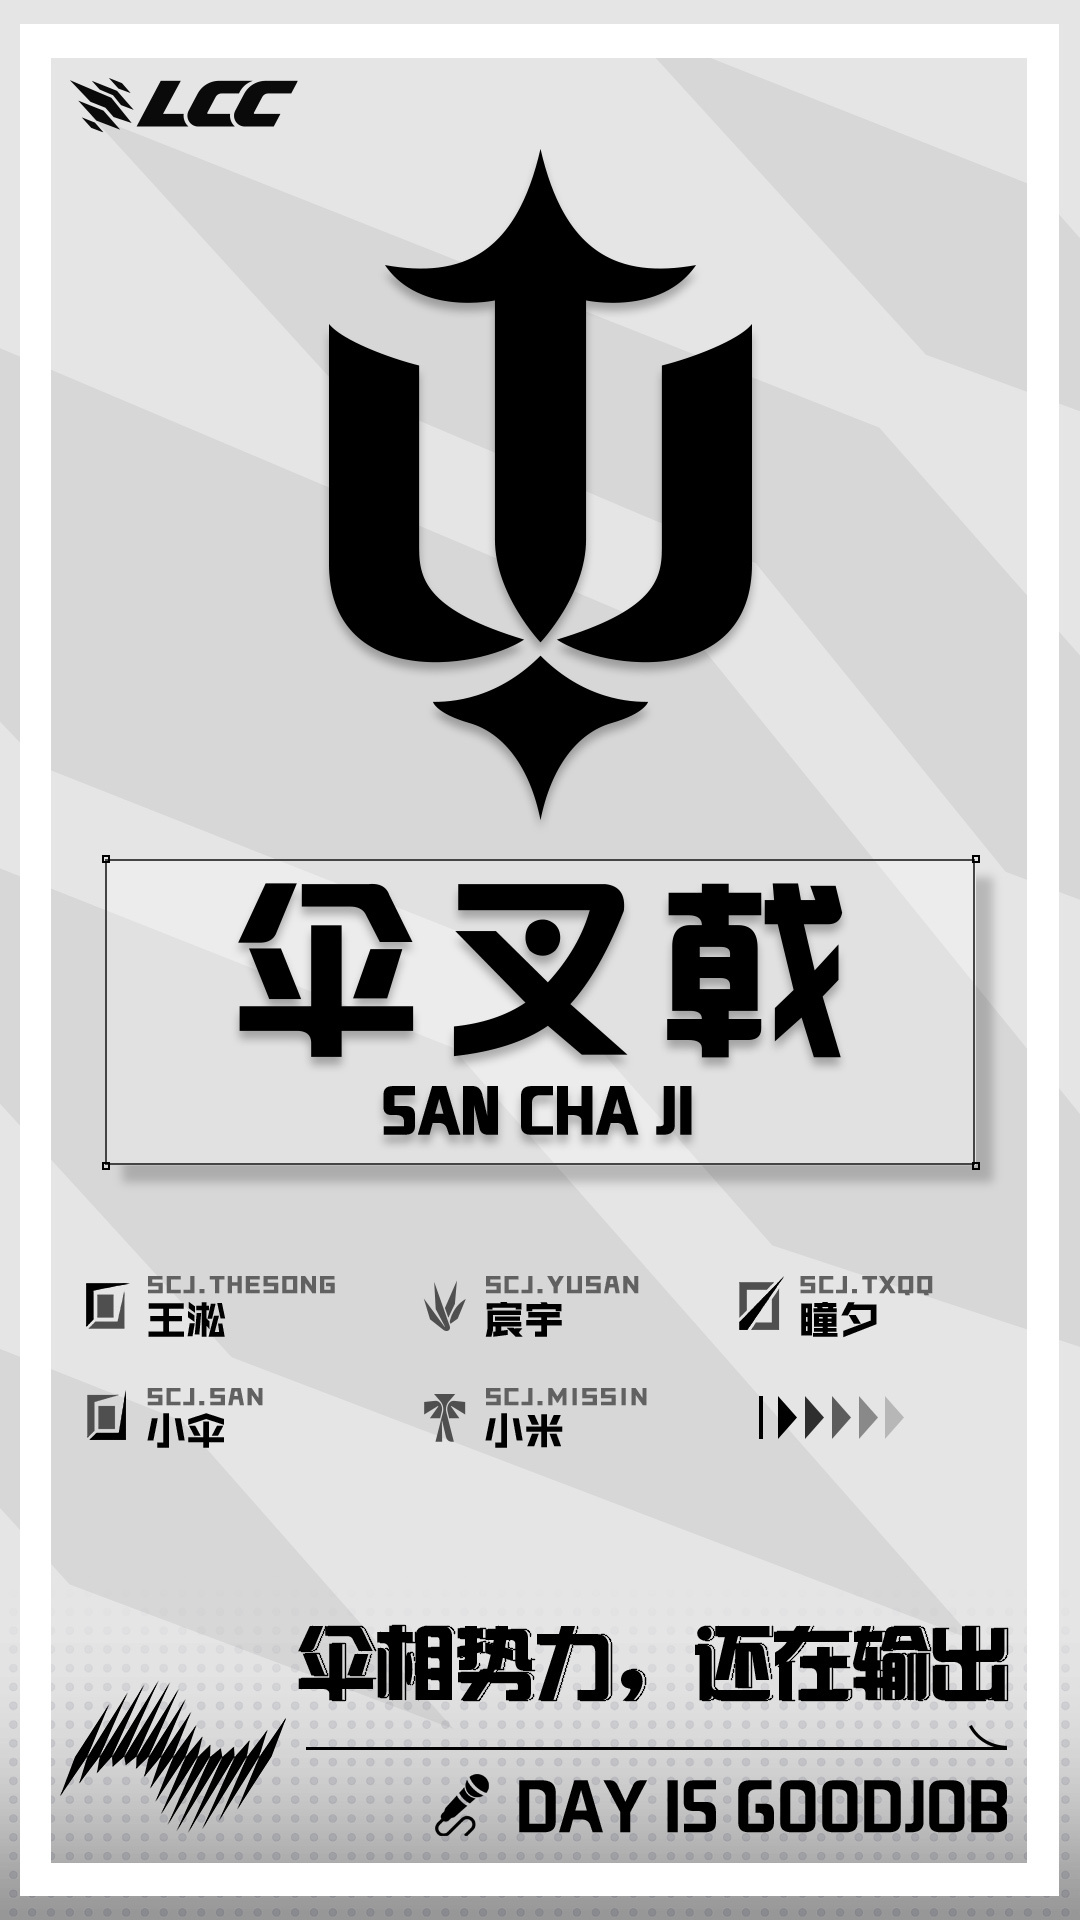 LCC
伞叉戟
SAN CHA JI
SCJ.THESONG
王淞
SCJ.YUSAN
宸宇
SCJ.TXQQ
瞳夕
SCJ.SAN
小伞
SCJ.MISSIN
小米
伞相势力，还在输出
DAY IS GOODJOB